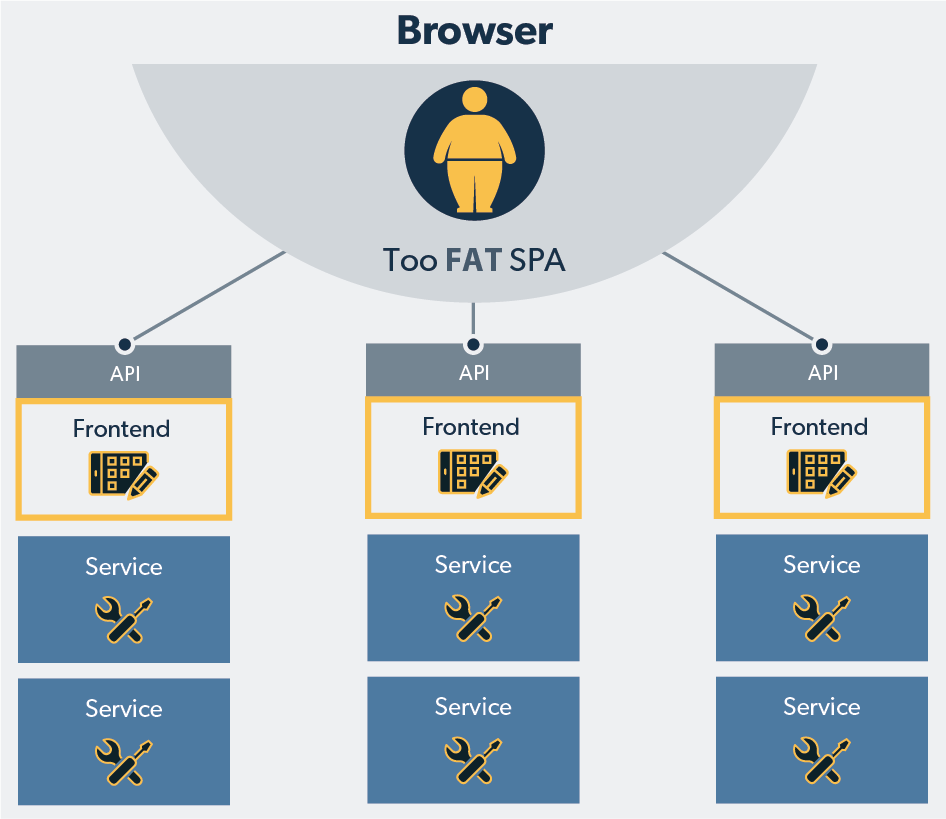 Browser
Too FAT SPA
API
API
API
Frontend
Frontend
Frontend
Service
Service
Service
Service
Service
Service